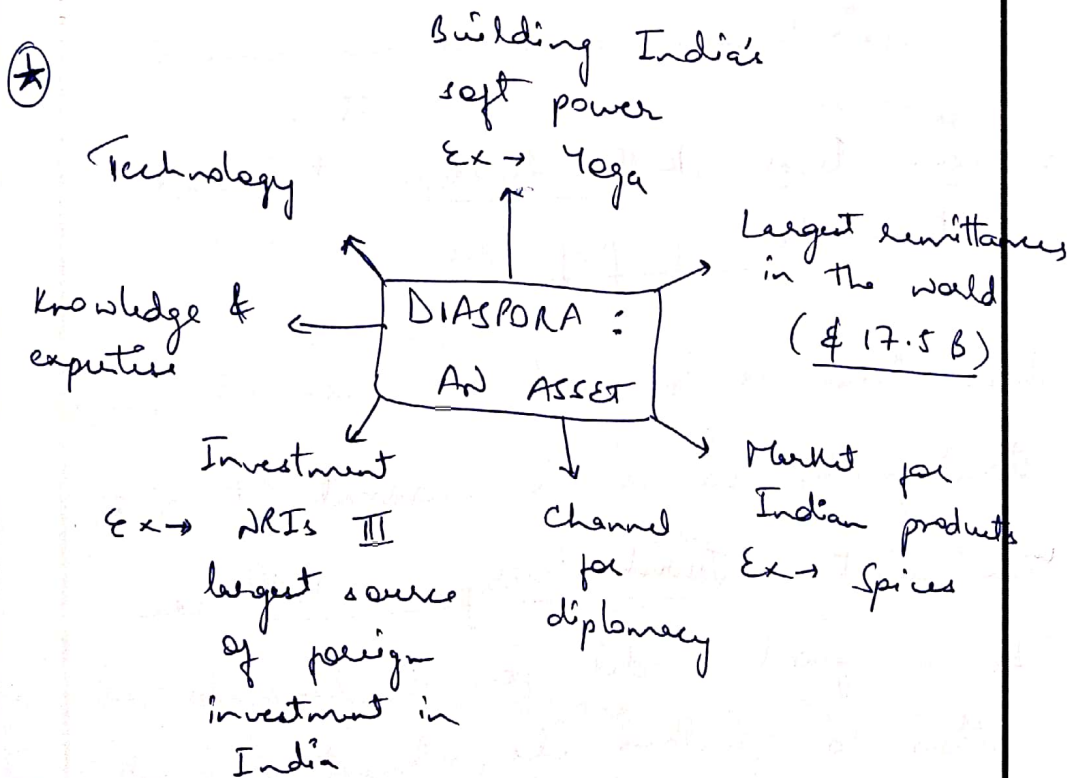 Building India's
soft power
Ex → Yoga
Technology
Largest remittances
in the world
($ 17.5 B)
Knowledge &
expertise
DIASPORA :
AN ASSET
Investment
Ex → NRIs III
largest source
of foreign
investment in
India
Channel
for
diplomacy
Market for
Indian products
Ex → Spices